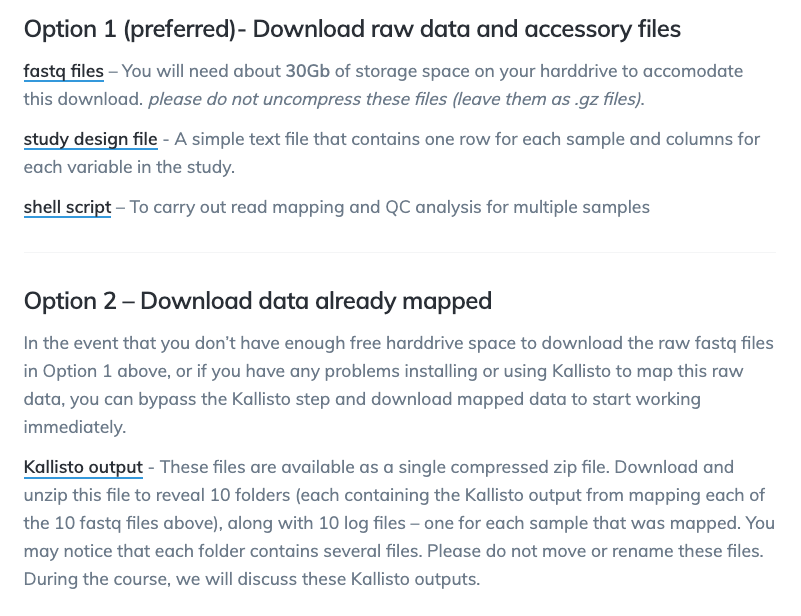 Option 1 (preferred)- Download raw data and accessory files
fastq files – You will need about 30Gb of storage space on your harddrive to accomodate
this download. please do not uncompress these files (leave them as .gz files).
study design file - A simple text file that contains one row for each sample and columns for
each variable in the study.
shell script – To carry out read mapping and QC analysis for multiple samples
Option 2 – Download data already mapped
In the event that you don’t have enough free harddrive space to download the raw fastq files
in Option 1 above, or if you have any problems installing or using Kallisto to map this raw
data, you can bypass the Kallisto step and download mapped data to start working
immediately.
Kallisto output - These files are available as a single compressed zip file. Download and
unzip this file to reveal 10 folders (each containing the Kallisto output from mapping each of
the 10 fastq files above), along with 10 log files – one for each sample that was mapped. You
may notice that each folder contains several files. Please do not move or rename these files.
During the course, we will discuss these Kallisto outputs.